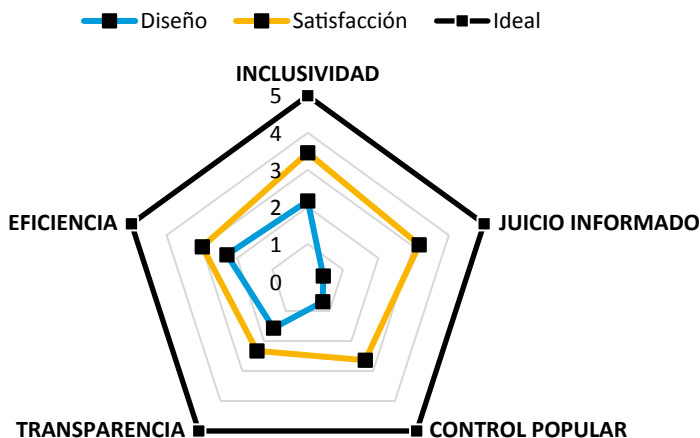 Diseño Satisfacción Ideal
INCLUSIVIDAD
5
4
3
2
1
0
EFICIENCIA
JUICIO INFORMADO
TRANSPARENCIA
CONTROL POPULAR